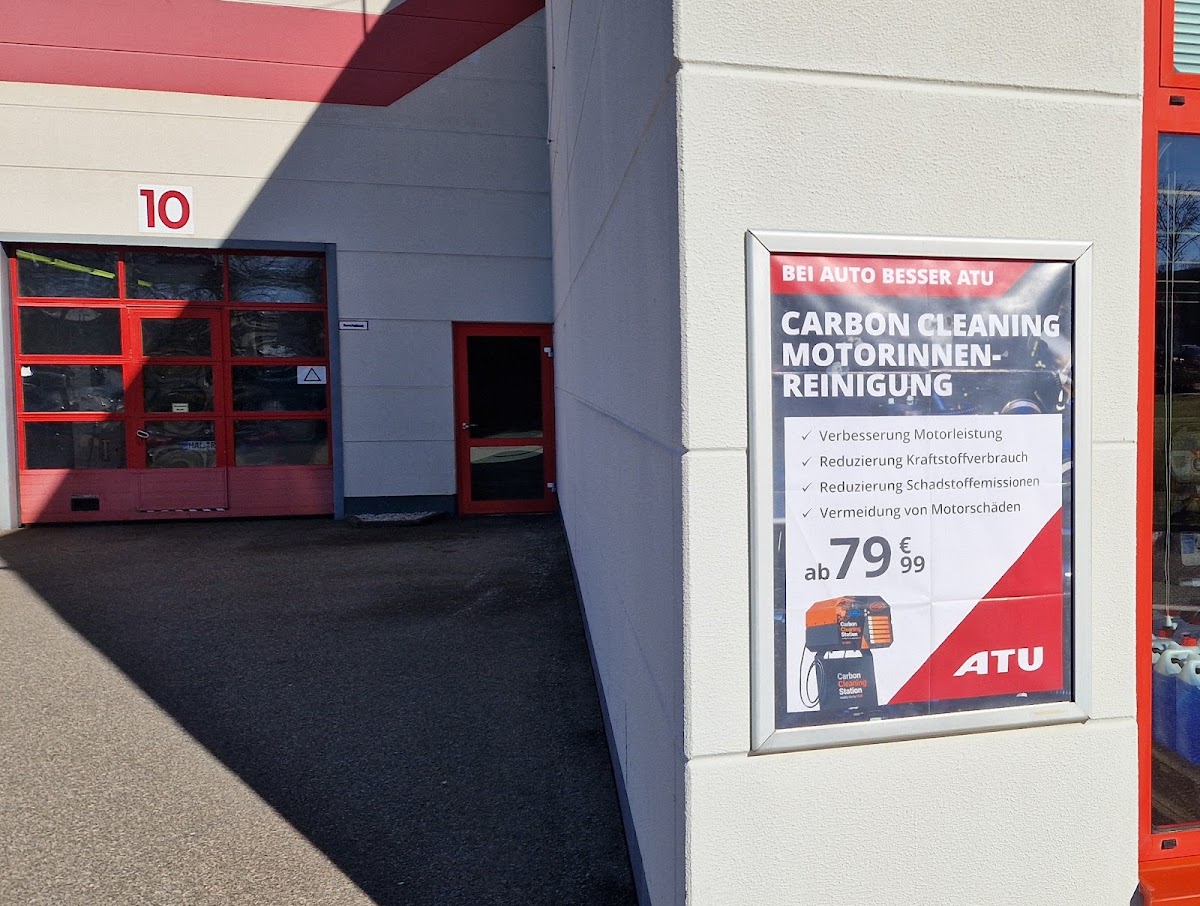 10
BEI AUTO BESSER ATU
CARBON CLEANING
MOTORINNEN-
REINIGUNG
✓ Verbesserung Motorleistung
✓ Reduzierung Kraftstoffverbrauch
✓ Reduzierung Schadstoffemissionen
✓ Vermeidung von Motorschäden
ab 79 €99
Carbon
Cleaning
Station
Carbon
Cleaning
Station
ATU